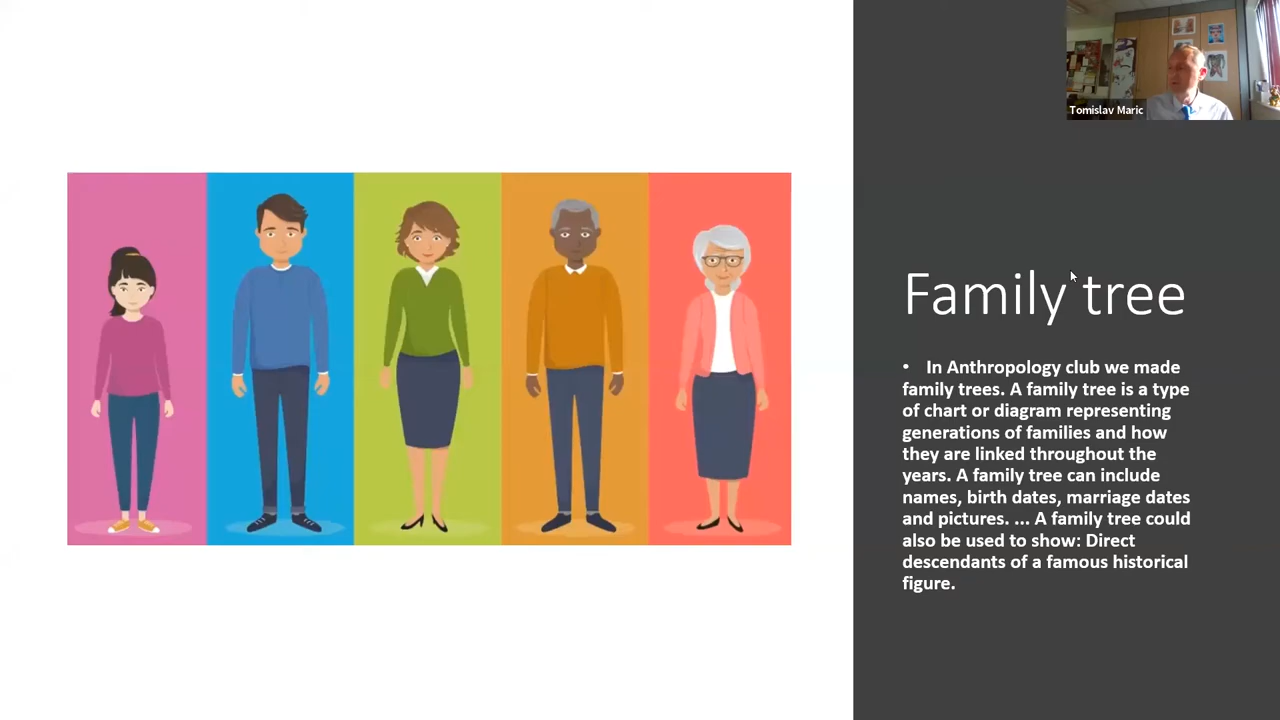 Tomislav Maric
Family tree
• In Anthropology club we made
family trees. A family tree is a type
of chart or diagram representing
generations of families and how
they are linked throughout the
years. A family tree can include
names, birth dates, marriage dates
and pictures. ... A family tree could
also be used to show: Direct
descendants of a famous historical
figure.